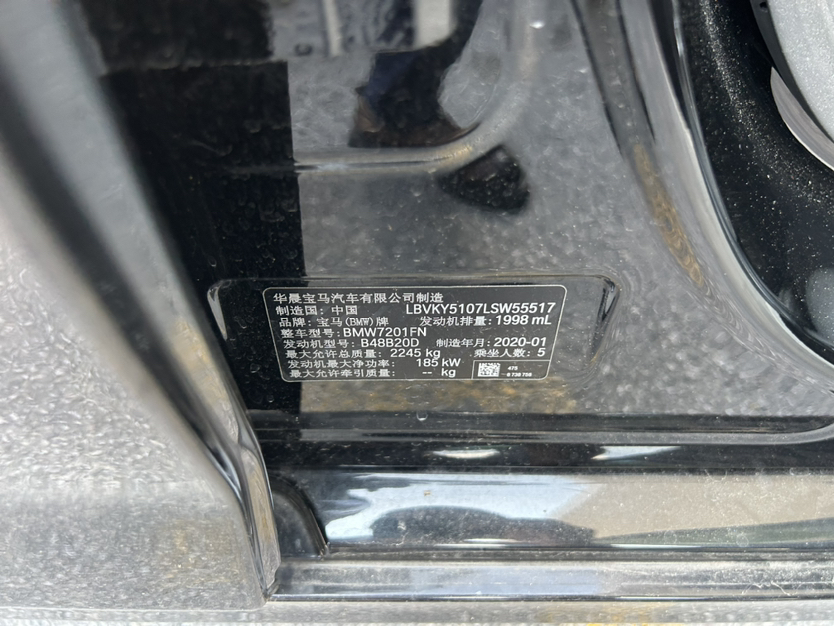 华晨宝马汽车有限公司制造
制造国: 中国 LBVKY5107LSW55517
品牌: 宝马(BMW)牌 发动机排量: 1998 mL
整车型号: BMW7201FN
发动机型号: B48B20D 制造年月: 2020-01
最大允许总质量: 2245 kg 乘坐人数: 5
发动机最大净功率: 185 kW
最大允许牵引质量: -- kg
475